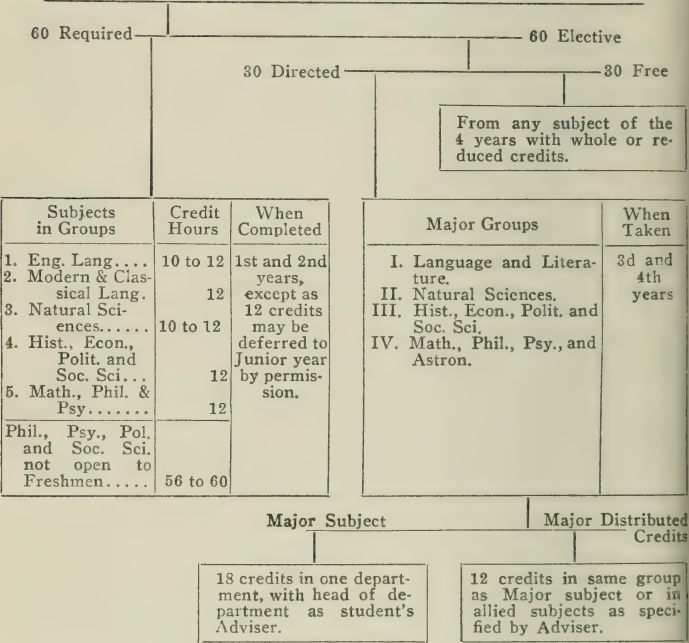 60 Required
60 Elective
30 Directed
30 Free
From any subject of the
4 years with whole or re-
duced credits.
Subjects
in Groups
Credit
Hours
When
Completed
1. Eng. Lang.... 10 to 12
2. Modern & Clas-
sical Lang. 12
3. Natural Sci-
ences...... 10 to 12
4. Hist., Econ.,
Polit. and
Soc. Sci... 12
5. Math., Phil. &
Psy....... 12
Phil., Psy., Pol.
and Soc. Sci.
not open to
Freshmen..... 56 to 60
1st and 2nd
years,
except as
12 credits
may be
deferred to
Junior year
by permis-
sion.
Major Groups
When
Taken
I. Language and Litera-
ture.
II. Natural Sciences.
III. Hist., Econ., Polit. and
Soc. Sci.
IV. Math., Phil., Psy., and
Astron.
3d and
4th
years
Major Subject
Major Distributed
Credits
18 credits in one depart-
ment, with head of de-
partment as student's
Adviser.
12 credits in same group
as Major subject or in
allied subjects as speci-
fied by Adviser.